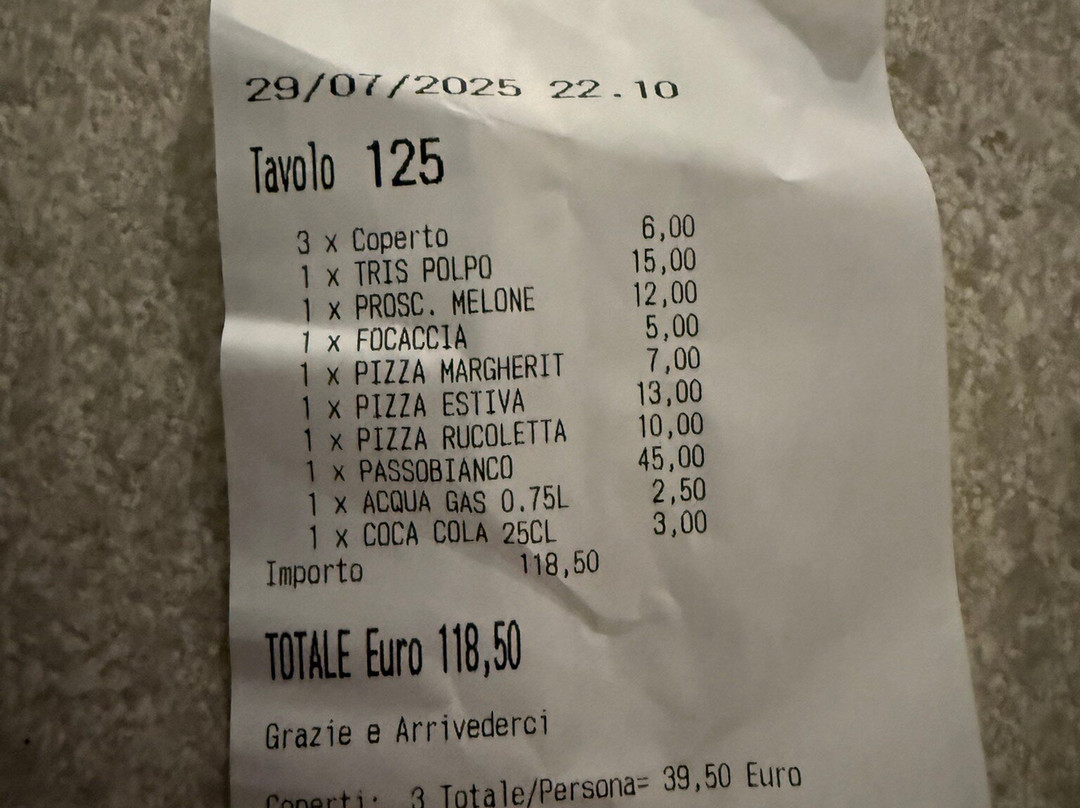 29/07/2025 22.10
Tavolo 125
3 x Coperto 6,00
1 x TRIS POLPO 15,00
1 x PROSC. MELONE 12,00
1 x FOCACCIA 5,00
1 x PIZZA MARGHERIT 7,00
1 x PIZZA ESTIVA 13,00
1 x PIZZA RUCOLETTA 10,00
1 x PASSOBIANCO 45,00
1 x ACQUA GAS 0.75L 2,50
1 x COCA COLA 25CL 3,00
Importo 118,50
TOTALE Euro 118,50
Grazie e Arrivederci
Coperti: 3 Totale/Persona= 39,50 Euro